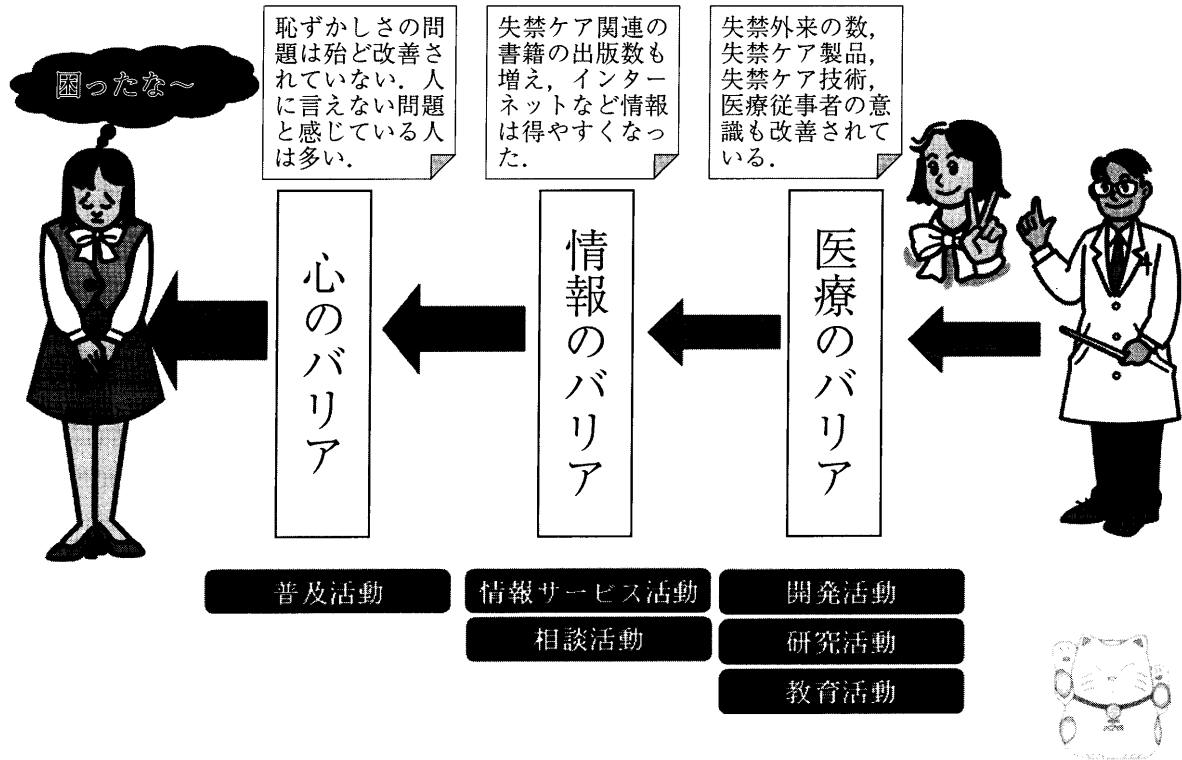 困ったな～
恥ずかしさの問
題は殆ど改善さ
れていない．人
に言えない問題
と感じている人
は多い．
失禁ケア関連の
書籍の出版数も
増え，インター
ネットなど情報
は得やすくなっ
た．
失禁外来の数，
失禁ケア製品，
失禁ケア技術，
医療従事者の意
識も改善されて
いる．
心のバリア
情報のバリア
医療のバリア
普及活動
情報サービス活動
相談活動
開発活動
研究活動
教育活動